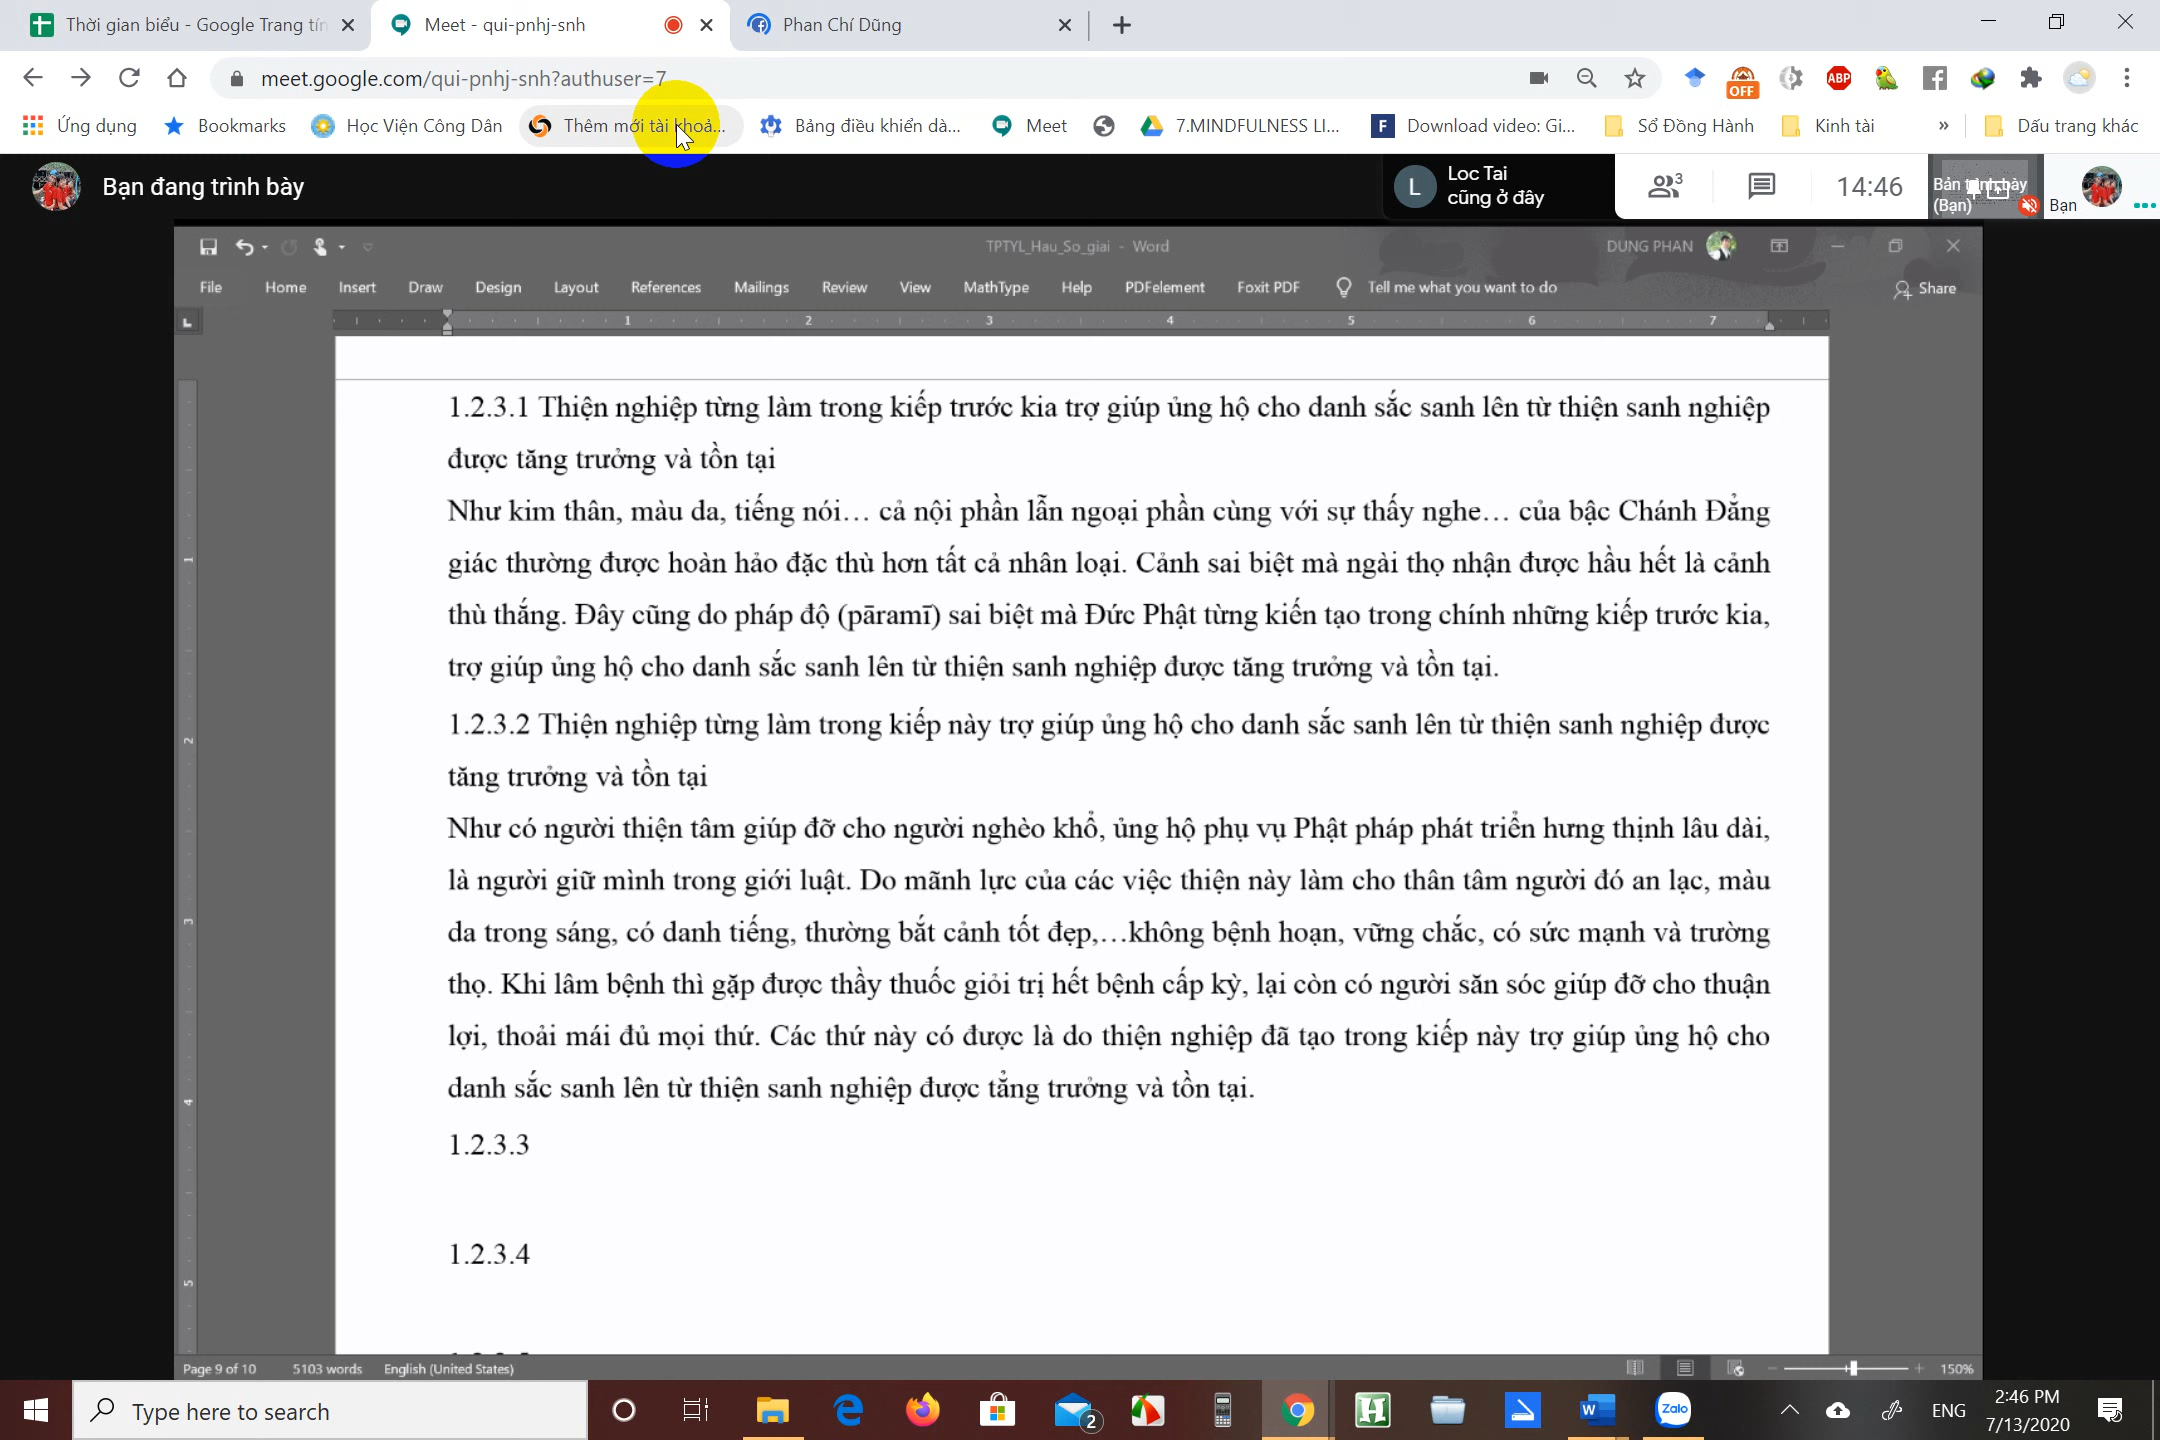 Thời gian biểu - Google Trang tín
Meet - qui-pnhj-snh
Phan Chí Dũng
meet.google.com/qui-pnhj-snh?authuser=7
OFF
ABP
Ứng dụng
Bookmarks
Học Viện Công Dân
Thêm mới tài khoả...
Bảng điều khiển dà...
Meet
7.MINDFULNESS LI...
Download video: Gi...
Sổ Đồng Hành
Kinh tài
»
Dấu trang khác
Bạn đang trình bày
L
Loc Tai
cũng ở đây
3
14:46
(Bạn)
Bạn
TPTYL_Hau_So_giai - Word
DUNG PHAN
File Home Insert Draw Design Layout References Mailings Review View MathType Help PDFelement Foxit PDF Tell me what you want to do Share
1 2 3 4 5 6 7
1.2.3.1 Thiện nghiệp từng làm trong kiếp trước kia trợ giúp ủng hộ cho danh sắc sanh lên từ thiện sanh nghiệp
được tăng trưởng và tồn tại
Như kim thân, màu da, tiếng nói… cả nội phần lẫn ngoại phần cùng với sự thấy nghe… của bậc Chánh Đẳng
giác thường được hoàn hảo đặc thù hơn tất cả nhân loại. Cảnh sai biệt mà ngài thọ nhận được hầu hết là cảnh
thù thắng. Đây cũng do pháp độ (pāramī) sai biệt mà Đức Phật từng kiến tạo trong chính những kiếp trước kia,
trợ giúp ủng hộ cho danh sắc sanh lên từ thiện sanh nghiệp được tăng trưởng và tồn tại.
1.2.3.2 Thiện nghiệp từng làm trong kiếp này trợ giúp ủng hộ cho danh sắc sanh lên từ thiện sanh nghiệp được
tăng trưởng và tồn tại
Như có người thiện tâm giúp đỡ cho người nghèo khổ, ủng hộ phụ vụ Phật pháp phát triển hưng thịnh lâu dài,
là người giữ mình trong giới luật. Do mãnh lực của các việc thiện này làm cho thân tâm người đó an lạc, màu
da trong sáng, có danh tiếng, thường bắt cảnh tốt đẹp,…không bệnh hoạn, vững chắc, có sức mạnh và trường
thọ. Khi lâm bệnh thì gặp được thầy thuốc giỏi trị hết bệnh cấp kỳ, lại còn có người săn sóc giúp đỡ cho thuận
lợi, thoải mái đủ mọi thứ. Các thứ này có được là do thiện nghiệp đã tạo trong kiếp này trợ giúp ủng hộ cho
danh sắc sanh lên từ thiện sanh nghiệp được tẳng trưởng và tồn tại.
1.2.3.3
1.2.3.4
1
2
3
4
5
Page 9 of 10 5103 words English (United States)
150%
Type here to search
2
Zalo
ENG
2:46 PM
7/13/2020